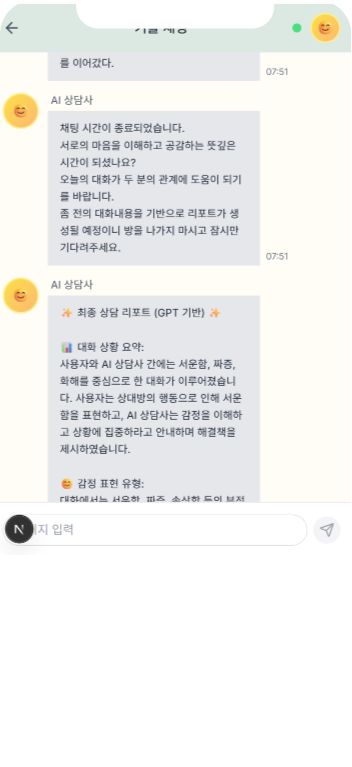 를 이어갔다.
07:51
AI 상담사
채팅 시간이 종료되었습니다.
서로의 마음을 이해하고 공감하는 뜻깊은
시간이 되셨나요?
오늘의 대화가 두 분의 관계에 도움이 되기
를 바랍니다.
좀 전의 대화내용을 기반으로 리포트가 생
성될 예정이니 방을 나가지 마시고 잠시만
기다려주세요.
07:51
AI 상담사
✨ 최종 상담 리포트 (GPT 기반) ✨
📊 대화 상황 요약:
사용자와 AI 상담사 간에는 서운함, 짜증,
화해를 중심으로 한 대화가 이루어졌습니
다. 사용자는 상대방의 행동으로 인해 서운
함을 표현하고, AI 상담사는 감정을 이해하
고 상황에 집중하라고 안내하며 해결책을
제시하였습니다.
😊 감정 표현 유형:
대화에서는 서운함, 짜증, 속상함 등의 부정
N
지 입력